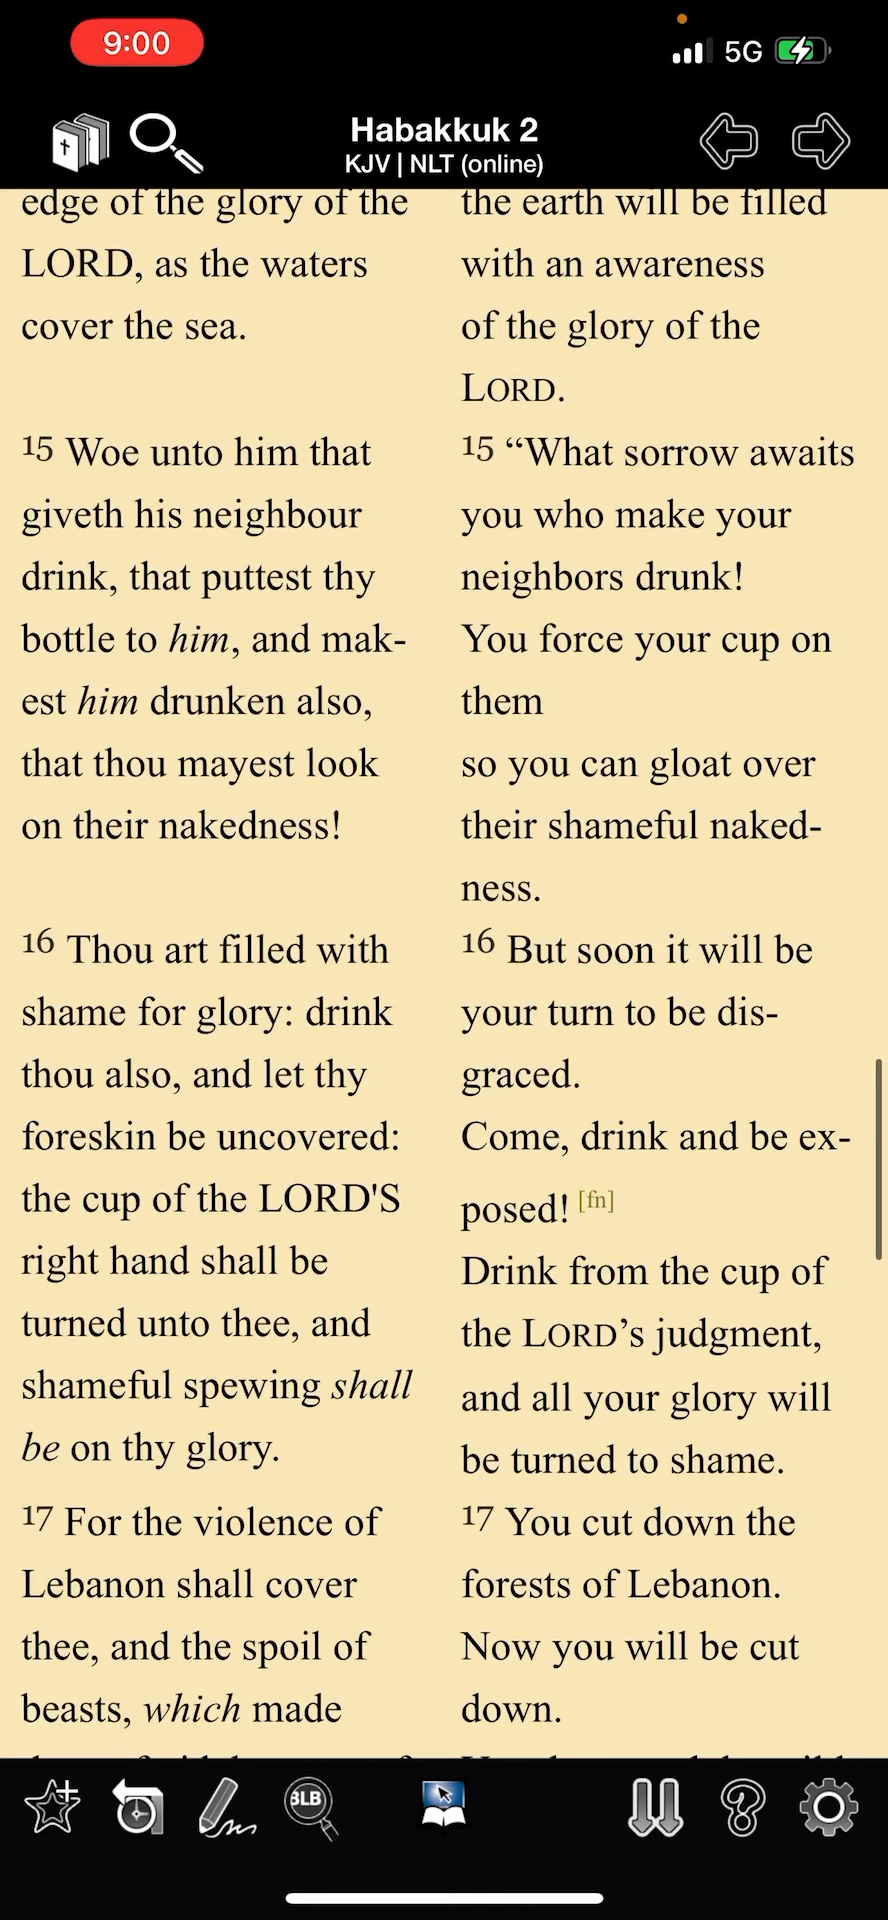 9:00
5G
Habakkuk 2
KJV | NLT (online)
edge of the glory of the
LORD, as the waters
cover the sea.
15 Woe unto him that
giveth his neighbour
drink, that puttest thy
bottle to him, and mak-
est him drunken also,
that thou mayest look
on their nakedness!
16 Thou art filled with
shame for glory: drink
thou also, and let thy
foreskin be uncovered:
the cup of the LORD'S
right hand shall be
turned unto thee, and
shameful spewing shall
be on thy glory.
17 For the violence of
Lebanon shall cover
thee, and the spoil of
beasts, which made
the earth will be filled
with an awareness
of the glory of the
LORD.
15 “What sorrow awaits
you who make your
neighbors drunk!
You force your cup on
them
so you can gloat over
their shameful naked-
ness.
16 But soon it will be
your turn to be dis-
graced.
Come, drink and be ex-
posed! [fn]
Drink from the cup of
the LORD’s judgment,
and all your glory will
be turned to shame.
17 You cut down the
forests of Lebanon.
Now you will be cut
down.
BLB